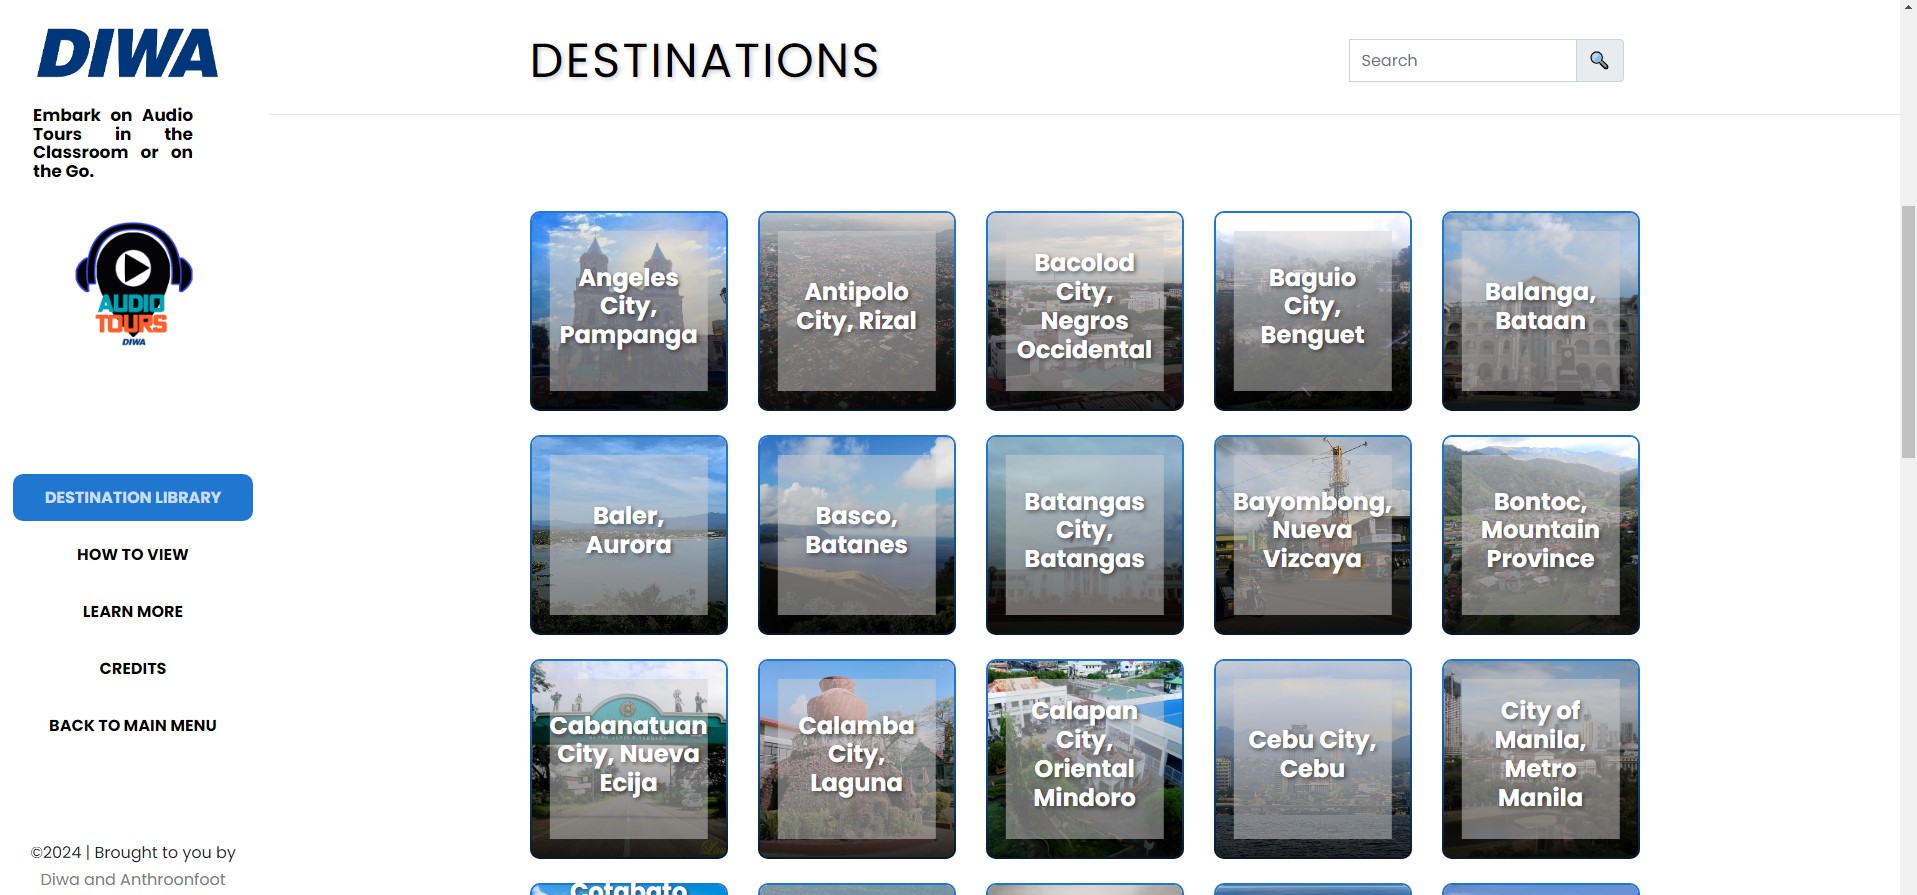 DIWA
Embark on Audio
Tours in the
Classroom or on
the Go.
AUDIO
TOURS
DIWA
DESTINATION LIBRARY
HOW TO VIEW
LEARN MORE
CREDITS
BACK TO MAIN MENU
©2024 | Brought to you by
Diwa and Anthroonfoot
DESTINATIONS
Search
Angeles
City,
Pampanga
Antipolo
City, Rizal
Bacolod
City,
Negros
Occidental
Baguio
City,
Benguet
Balanga,
Bataan
Baler,
Aurora
Basco,
Batanes
Batangas
City,
Batangas
Bayombong,
Nueva
Vizcaya
Bontoc,
Mountain
Province
Cabanatuan
City, Nueva
Ecija
Calamba
City,
Laguna
Calapan
City,
Oriental
Mindoro
Cebu City,
Cebu
City of
Manila,
Metro
Manila
Cotabato